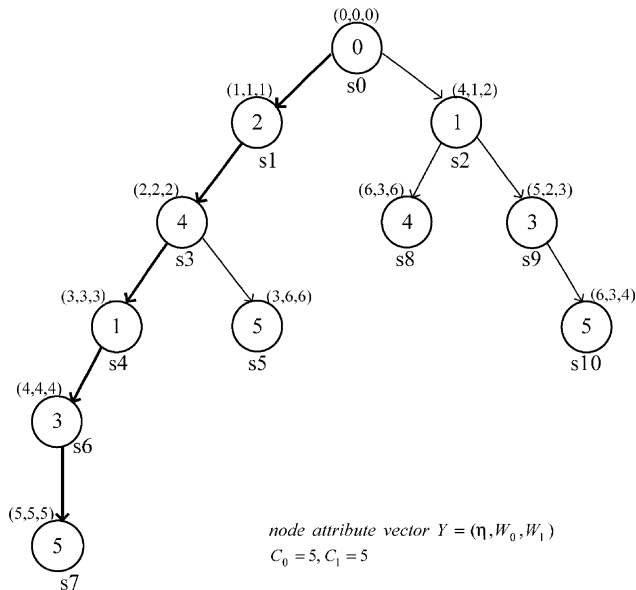 (0,0,0)
0
s0
(1,1,1)
2
s1
(4,1,2)
1
s2
(2,2,2)
4
s3
(6,3,6)
4
s8
(5,2,3)
3
s9
(3,3,3)
1
s4
(3,6,6)
5
s5
(6,3,4)
5
s10
(4,4,4)
3
s6
(5,5,5)
5
s7
node attribute vector Y = (η,W₀,W₁)
C₀ = 5, C₁ = 5